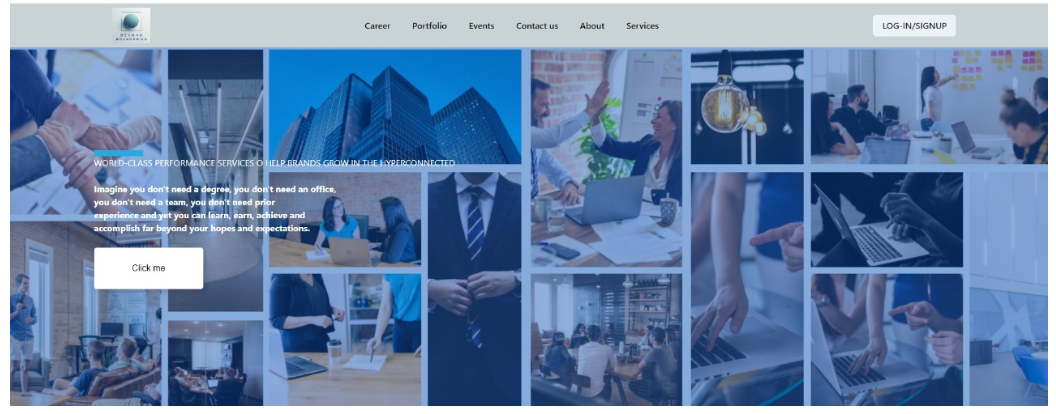 BEYOND
BOUNDARIES
Career
Portfolio
Events
Contact us
About
Services
LOG-IN/SIGNUP
WORLD-CLASS PERFORMANCE SERVICES O HELP BRANDS GROW IN THE HYPERCONNECTED
Imagine you don't need a degree, you don't need an office,
you don't need a team, you don't need prior
experience and yet you can learn, earn, achieve and
accomplish far beyond your hopes and expectations.
Click me